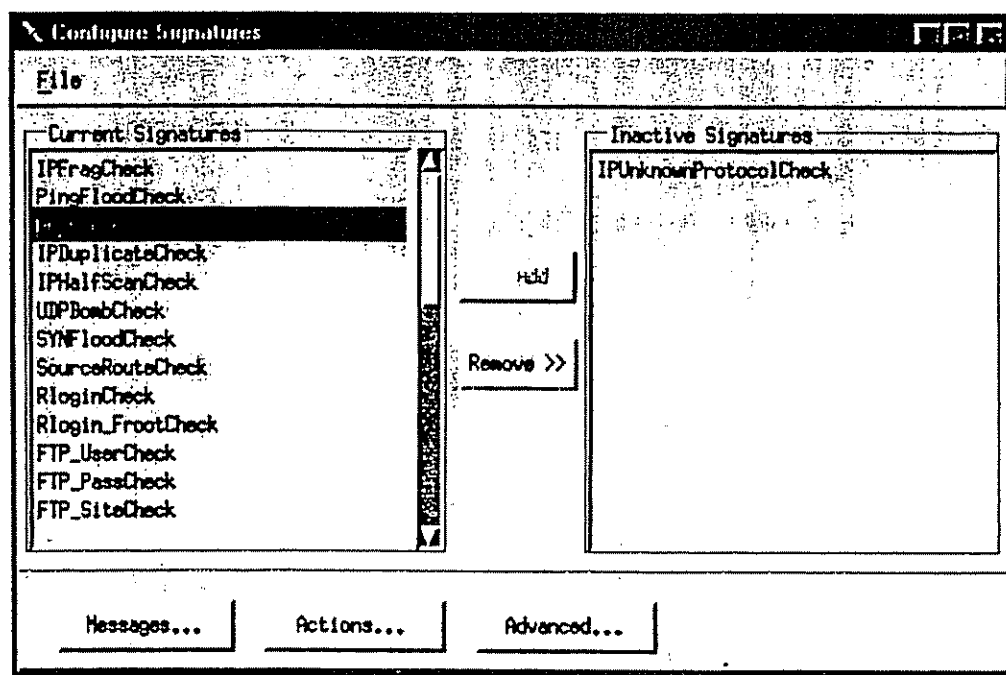 Configure Signatures
File
Current Signatures
IPFragCheck
PingFloodCheck
IPDuplicateCheck
IPHalfScanCheck
UDPBombCheck
SYNFloodCheck
SourceRouteCheck
RloginCheck
Rlogin_FrootCheck
FTP_UserCheck
FTP_PassCheck
FTP_SiteCheck
Add
Remove >>
Inactive Signatures
IPUnknownProtocolCheck
Messages...
Actions...
Advanced...